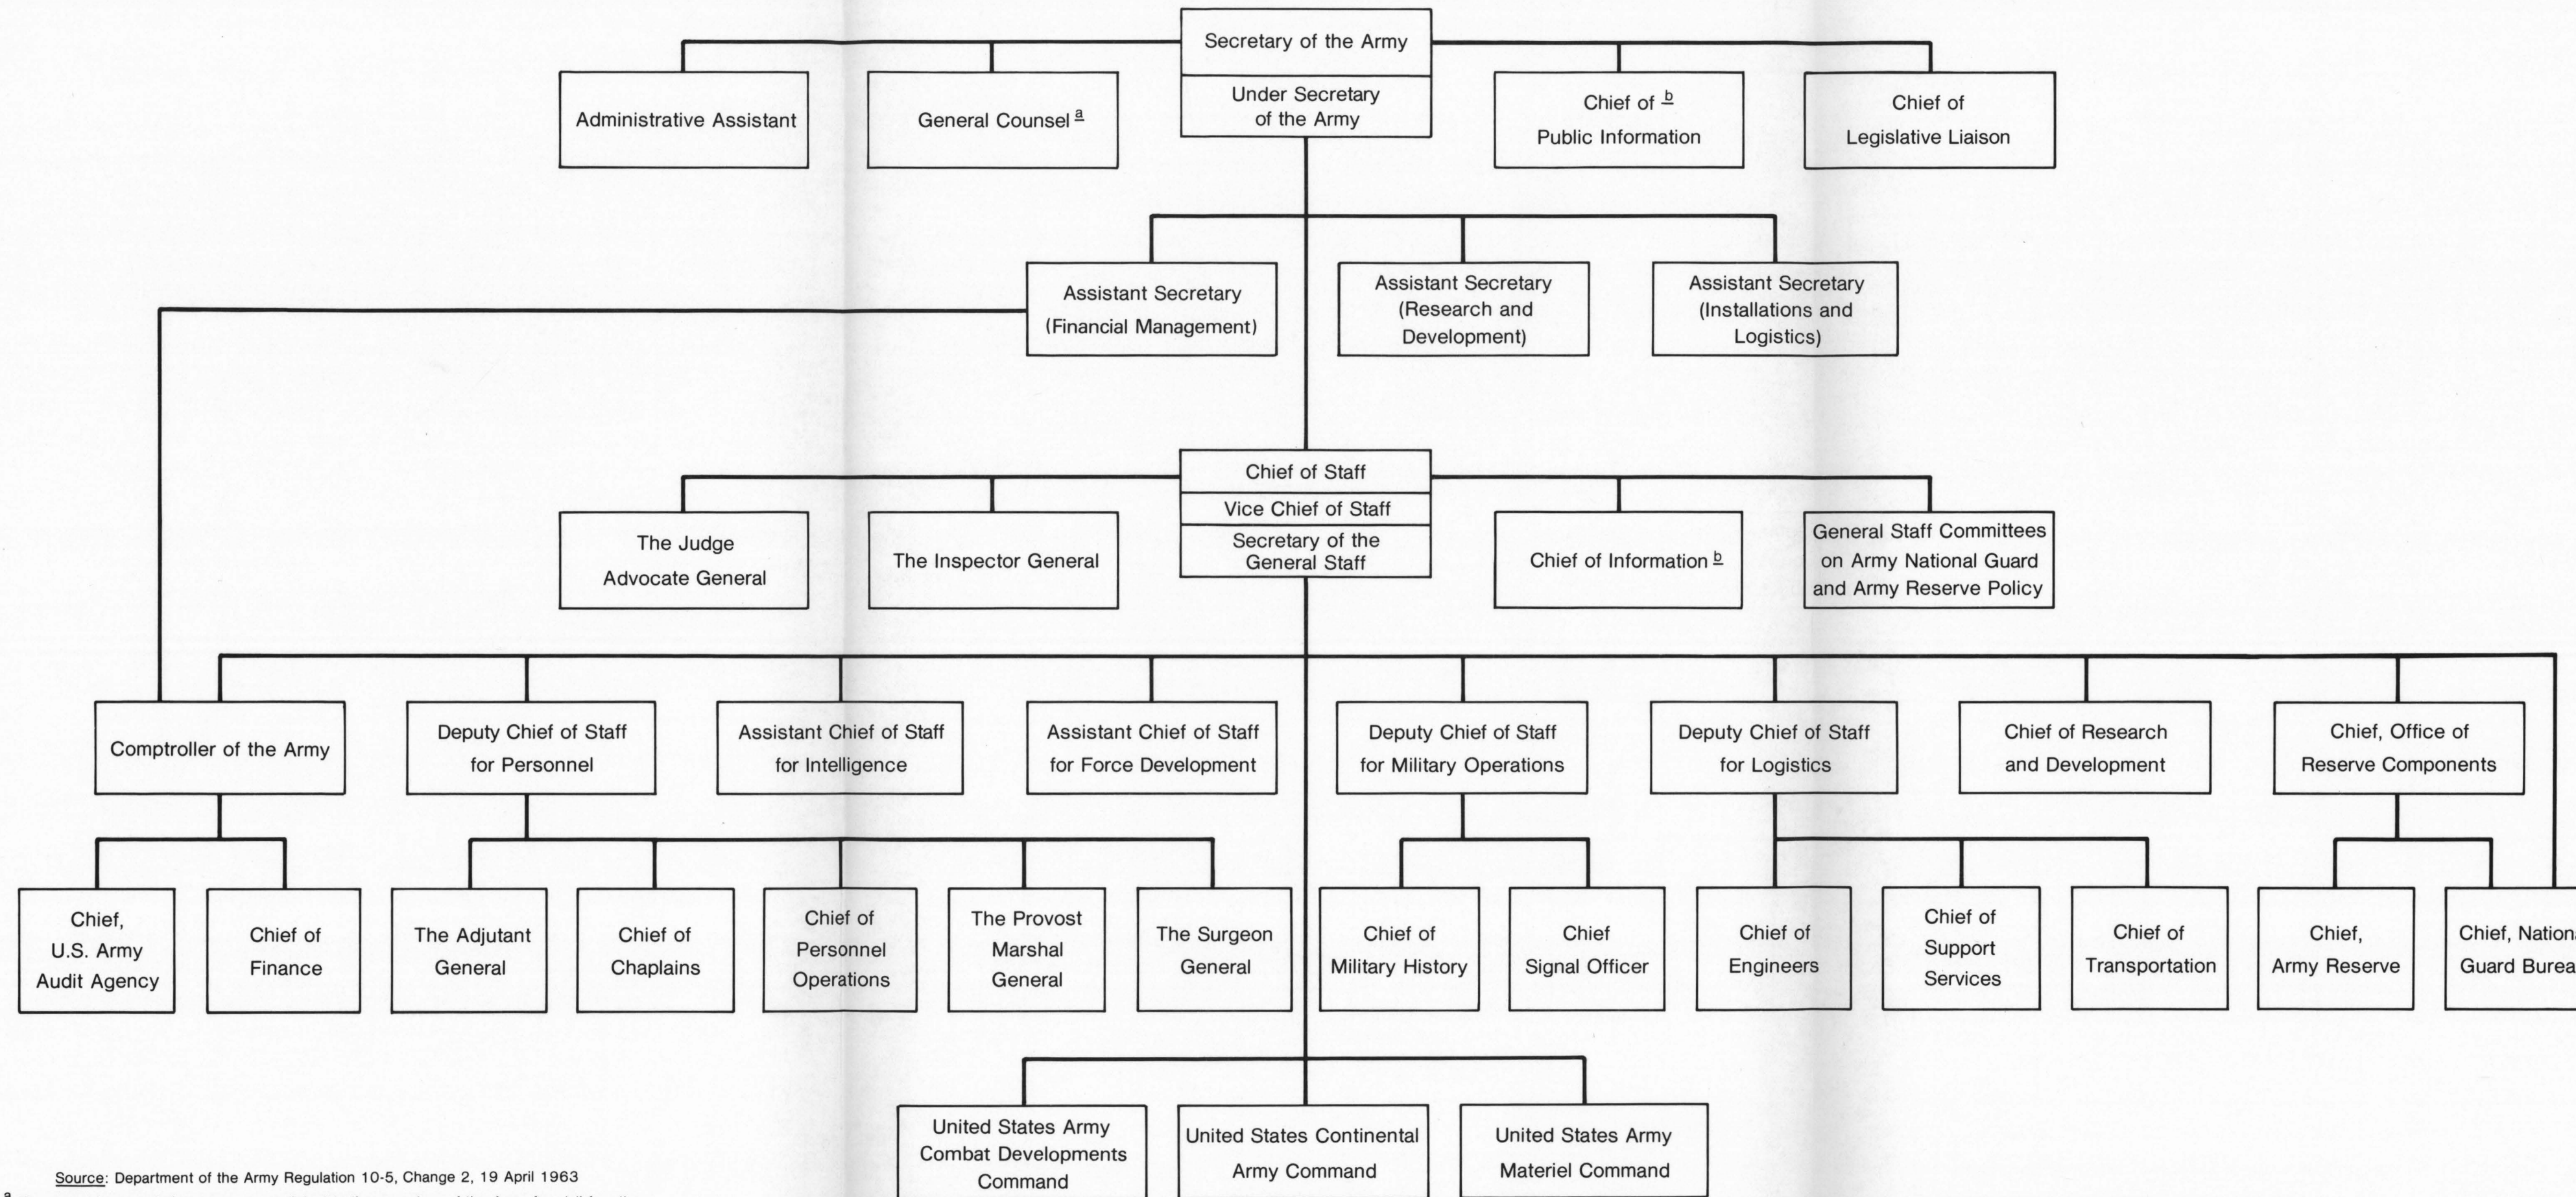 Secretary of the Army
Under Secretary
of the Army
Administrative Assistant
General Counsel a
Chief of b
Public Information
Chief of
Legislative Liaison
Assistant Secretary
(Financial Management)
Assistant Secretary
(Research and
Development)
Assistant Secretary
(Installations and
Logistics)
Chief of Staff
Vice Chief of Staff
Secretary of the
General Staff
The Judge
Advocate General
The Inspector General
Chief of Information b
General Staff Committees
on Army National Guard
and Army Reserve Policy
Comptroller of the Army
Deputy Chief of Staff
for Personnel
Assistant Chief of Staff
for Intelligence
Assistant Chief of Staff
for Force Development
Deputy Chief of Staff
for Military Operations
Deputy Chief of Staff
for Logistics
Chief of Research
and Development
Chief, Office of
Reserve Components
Chief,
U.S. Army
Audit Agency
Chief of
Finance
The Adjutant
General
Chief of
Chaplains
Chief of
Personnel
Operations
The Provost
Marshal
General
The Surgeon
General
Chief of
Military History
Chief
Signal Officer
Chief of
Engineers
Chief of
Support
Services
Chief of
Transportation
Chief,
Army Reserve
Chief, Nation
Guard Burea
United States Army
Combat Developments
Command
United States Continental
Army Command
United States Army
Materiel Command
Source: Department of the Army Regulation 10-5, Change 2, 19 April 1963
a